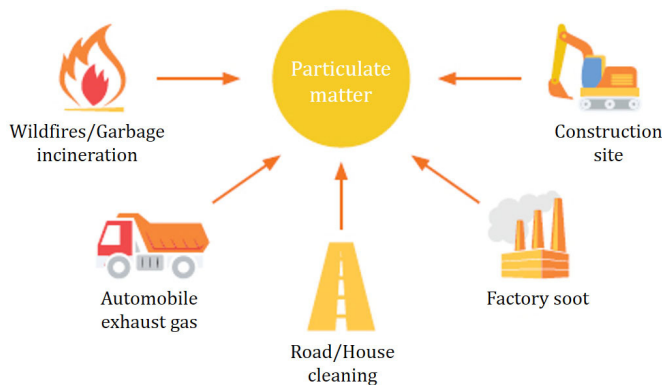 Particulate
matter
Wildfires/Garbage
incineration
Construction
site
Automobile
exhaust gas
Factory soot
Road/House
cleaning